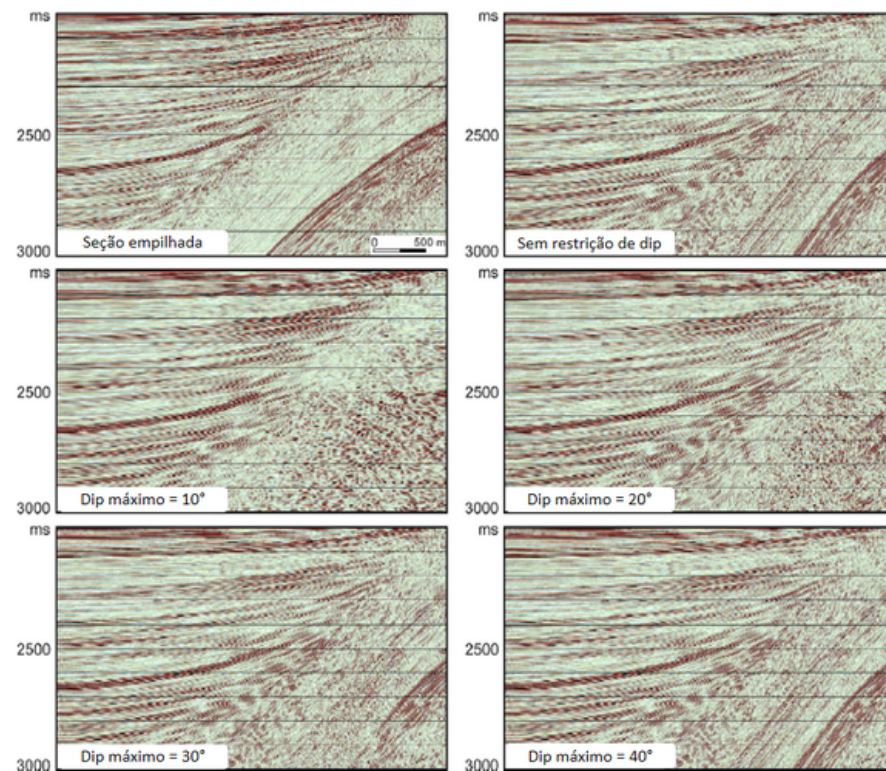 ms
2500
3000
Seção empilhada
0 500 m
ms
2500
3000
Sem restrição de dip
ms
2500
3000
Dip máximo = 10°
ms
2500
3000
Dip máximo = 20°
ms
2500
3000
Dip máximo = 30°
ms
2500
3000
Dip máximo = 40°